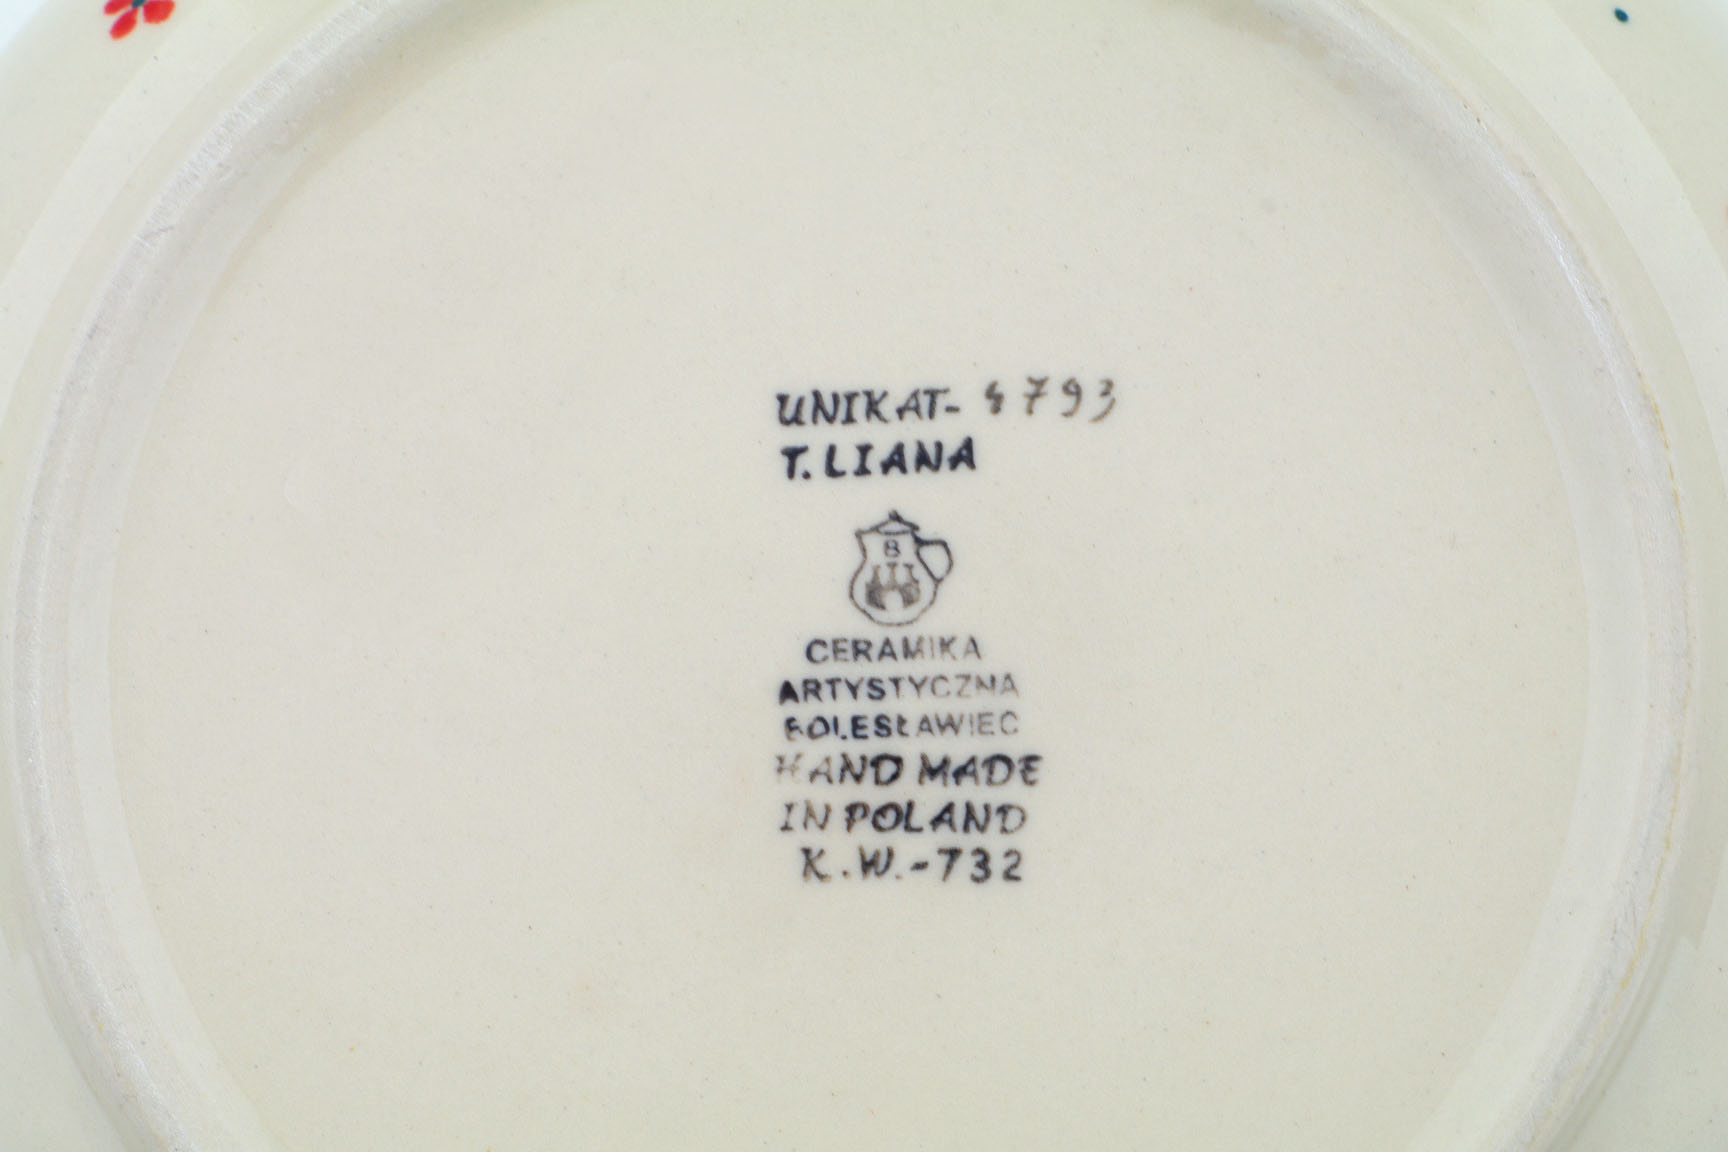 UNIKAT- 4793
T. LIANA
B
CERAMIKA
ARTYSTYCZNA
BOLESŁAWIEC
HAND MADE
IN POLAND
K.W.-732